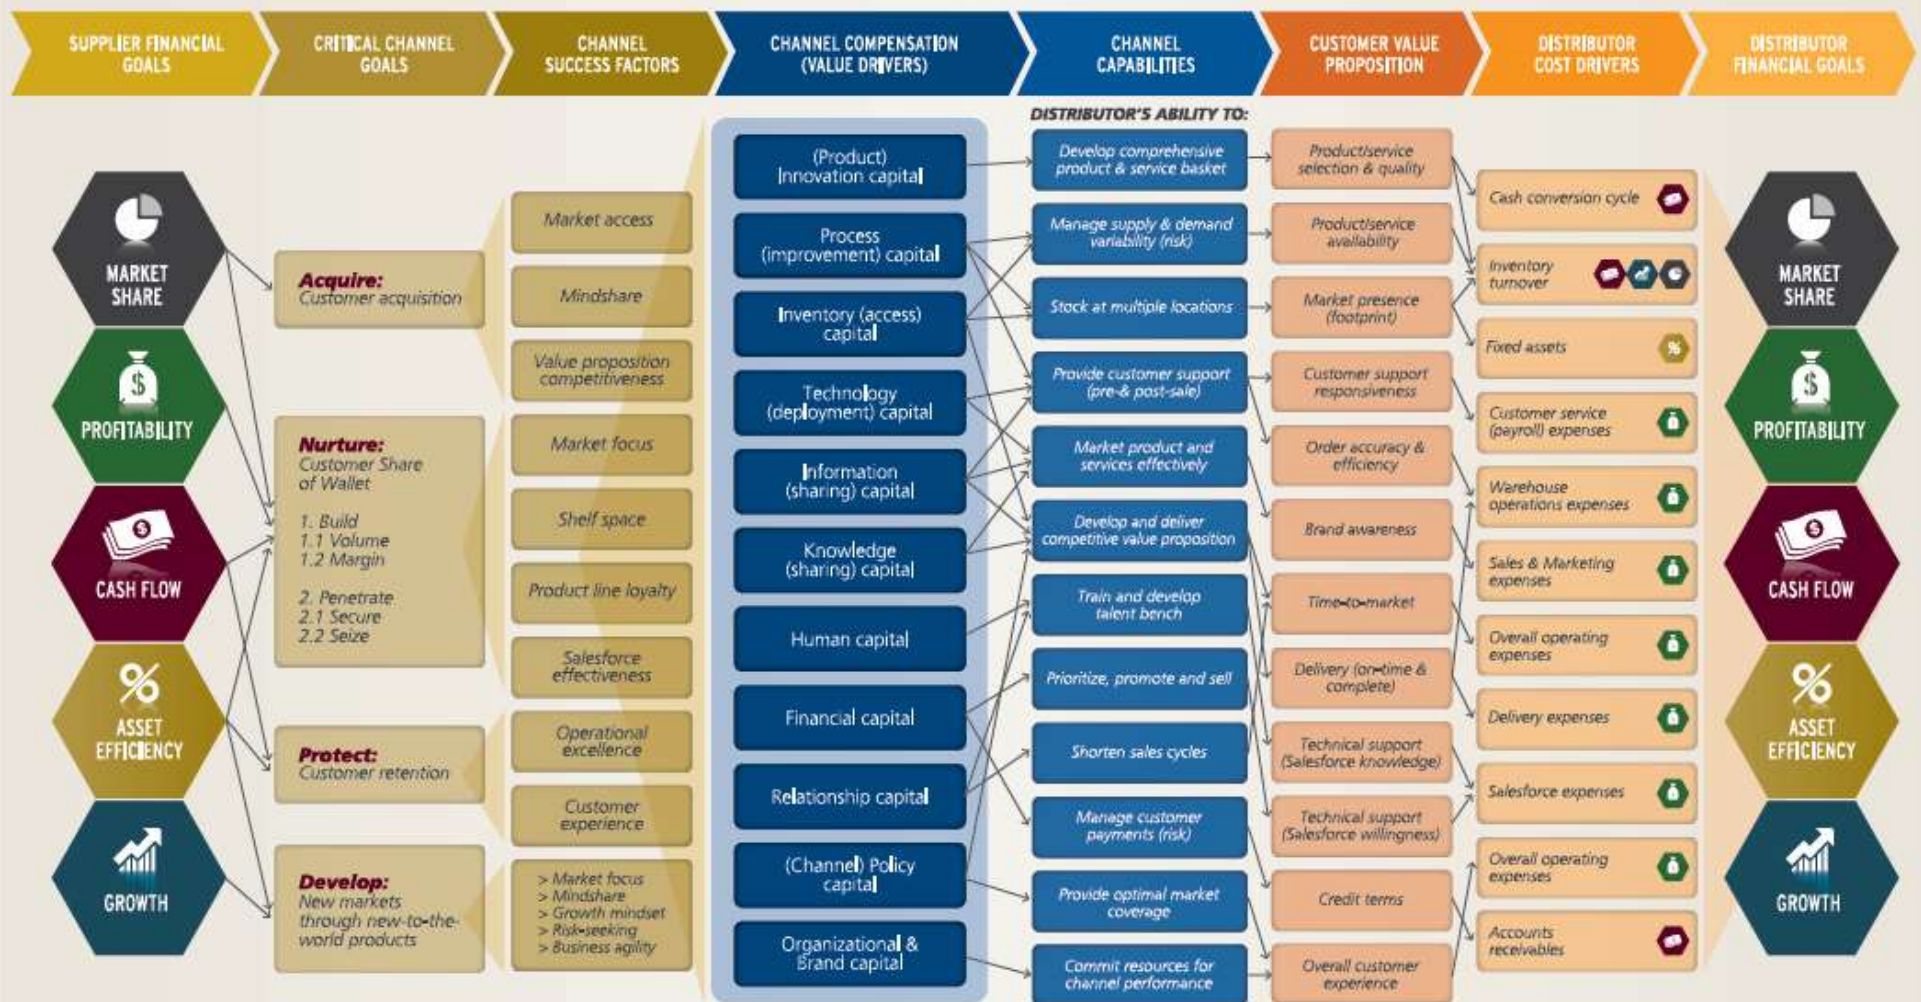 SUPPLIER FINANCIAL
GOALS
CRITICAL CHANNEL
GOALS
CHANNEL
SUCCESS FACTORS
CHANNEL COMPENSATION
(VALUE DRIVERS)
CHANNEL
CAPABILITIES
CUSTOMER VALUE
PROPOSITION
DISTRIBUTOR
COST DRIVERS
DISTRIBUTOR
FINANCIAL GOALS
MARKET
SHARE
$
PROFITABILITY
$
CASH FLOW
%
ASSET
EFFICIENCY
GROWTH
Acquire:
Customer acquisition
Nurture:
Customer Share
of Wallet
1. Build
1.1 Volume
1.2 Margin
2. Penetrate
2.1 Secure
2.2 Seize
Protect:
Customer retention
Develop:
New markets
through new-to-the-
world products
Market access
Mindshare
Value proposition
competitiveness
Market focus
Shelf space
Product line loyalty
Salesforce
effectiveness
Operational
excellence
Customer
experience
> Market focus
> Mindshare
> Growth mindset
> Risk-seeking
> Business agility
(Product)
Innovation capital
Process
(improvement) capital
Inventory (access)
capital
Technology
(deployment) capital
Information
(sharing) capital
Knowledge
(sharing) capital
Human capital
Financial capital
Relationship capital
(Channel) Policy
capital
Organizational &
Brand capital
DISTRIBUTOR'S ABILITY TO:
Develop comprehensive
product & service basket
Manage supply & demand
variability (risk)
Stock at multiple locations
Provide customer support
(pre-& post-sale)
Market product and
services effectively
Develop and deliver
competitive value proposition
Train and develop
talent bench
Prioritize, promote and sell
Shorten sales cycles
Manage customer
payments (risk)
Provide optimal market
coverage
Commit resources for
channel performance
Product/service
selection & quality
Product/service
availability
Market presence
(footprint)
Customer support
responsiveness
Order accuracy &
efficiency
Brand awareness
Time-to-market
Delivery (on-time &
complete)
Technical support
(Salesforce knowledge)
Technical support
(Salesforce willingness)
Credit terms
Overall customer
experience
Cash conversion cycle
Inventory
turnover
Fixed assets
%
Customer service
(payroll) expenses
Warehouse
operations expenses
Sales & Marketing
expenses
Overall operating
expenses
Delivery expenses
Salesforce expenses
Overall operating
expenses
Accounts
receivables
MARKET
SHARE
$
PROFITABILITY
$
CASH FLOW
%
ASSET
EFFICIENCY
GROWTH